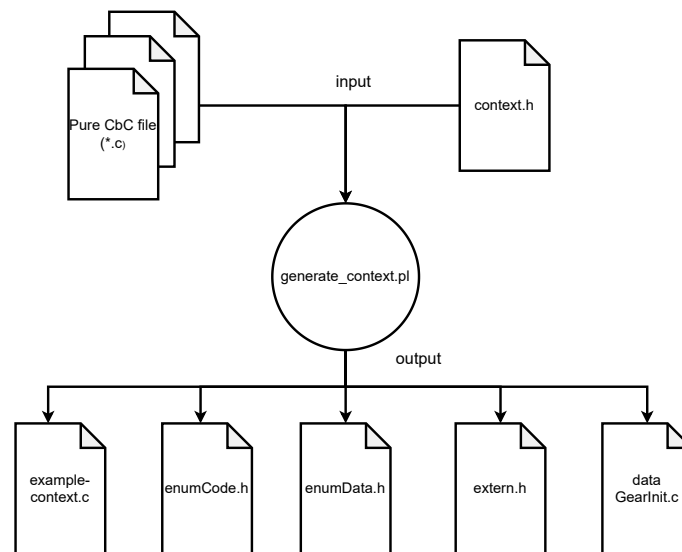 input
Pure CbC file
(*.c)
context.h
generate_context.pl
output
example-
context.c
enumCode.h
enumData.h
extern.h
data
GearInit.c